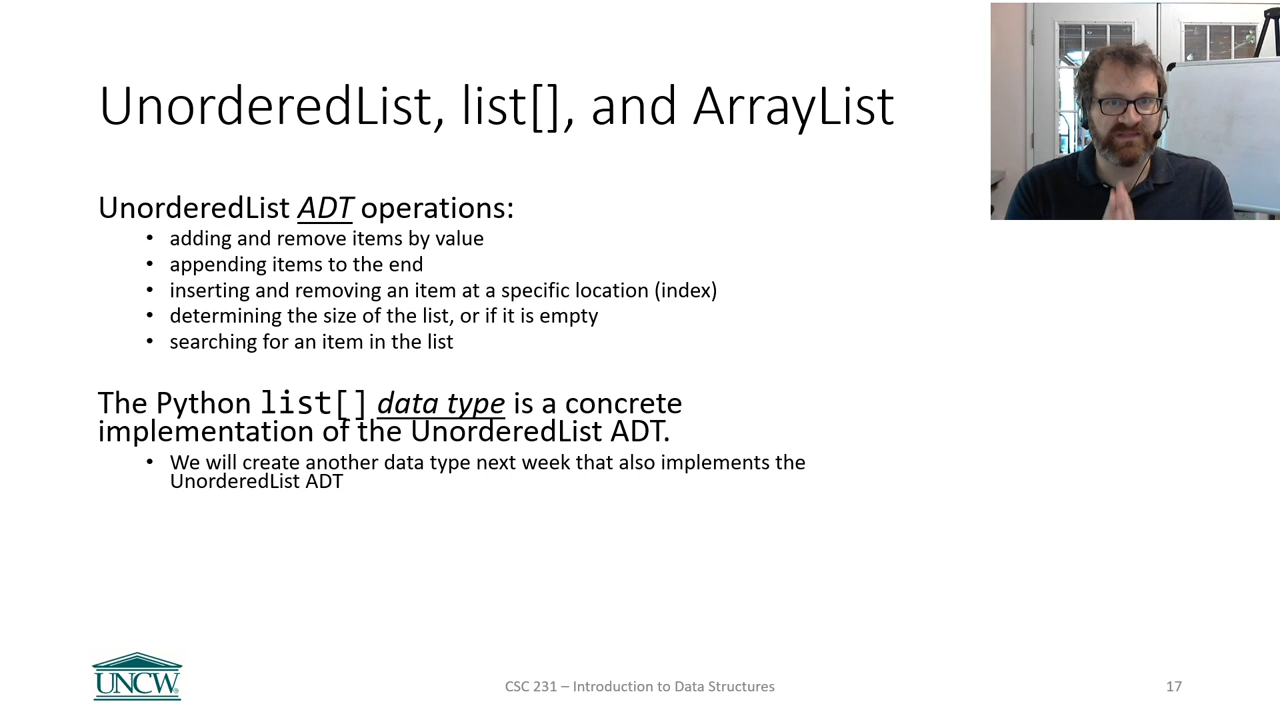 UnorderedList, list[], and ArrayList
UnorderedList ADT operations:
• adding and remove items by value
• appending items to the end
• inserting and removing an item at a specific location (index)
• determining the size of the list, or if it is empty
• searching for an item in the list
The Python list[] data type is a concrete
implementation of the UnorderedList ADT.
• We will create another data type next week that also implements the
UnorderedList ADT
UNCW®
CSC 231 – Introduction to Data Structures
17